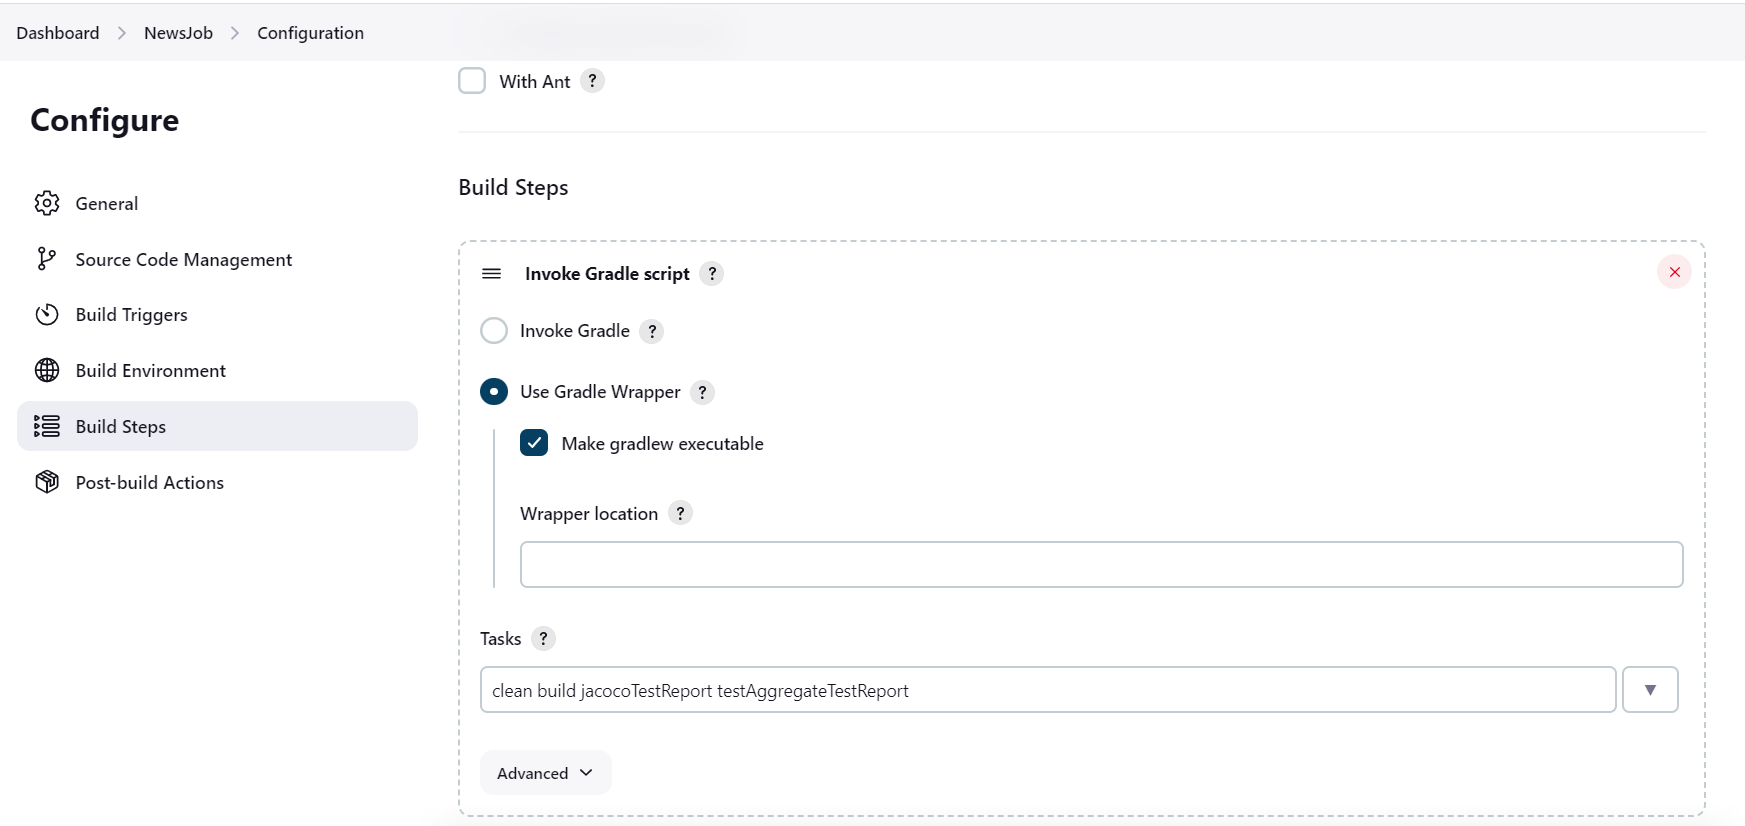 Dashboard > NewsJob > Configuration
With Ant ?
Configure
General
Source Code Management
Build Triggers
Build Environment
Build Steps
Post-build Actions
Build Steps
Invoke Gradle script ?
Invoke Gradle ?
Use Gradle Wrapper ?
Make gradlew executable
Wrapper location ?
Tasks ?
clean build jacocoTestReport testAggregateTestReport
Advanced